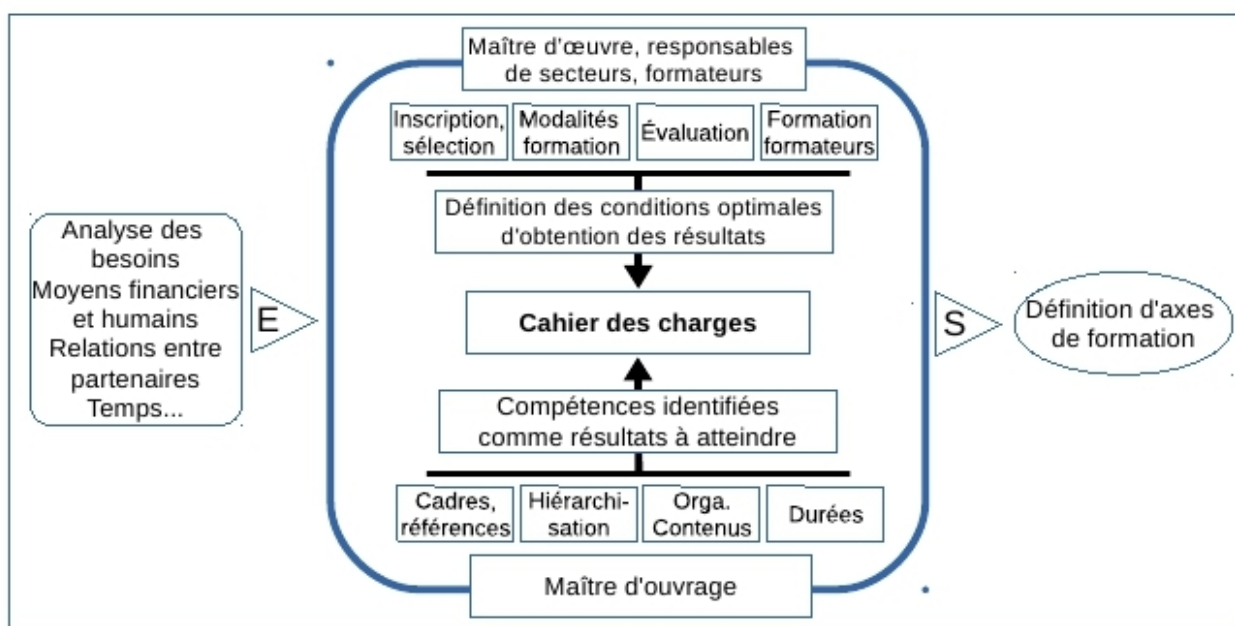 Maître d'œuvre, responsables
de secteurs, formateurs
Inscription,
sélection
Modalités
formation
Évaluation
Formation
formateurs
Définition des conditions optimales
d'obtention des résultats
Analyse des
besoins
Moyens financiers
et humains
Relations entre
partenaires
Temps...
E
Cahier des charges
S
Définition d'axes
de formation
Compétences identifiées
comme résultats à atteindre
Cadres,
références
Hiérarchi-
sation
Orga.
Contenus
Durées
Maître d'ouvrage